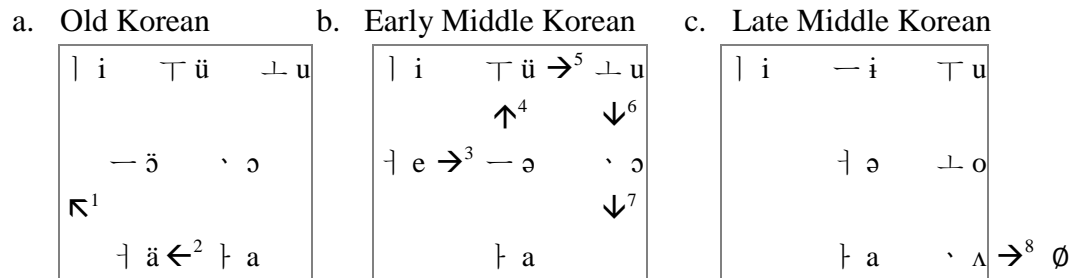 a. Old Korean b. Early Middle Korean c. Late Middle Korean
ㅣ i ㅜ ü ㅗ u ㅣ i ㅜ ü →5 ㅗ u ㅣ i ㅡ ɨ ㅜ u
↑4 ↓6
ㅡ ɔ̈ ㆍ ɔ ㅓ e →3 ㅡ ə ㆍ ɔ ㅓ ə ㅗ o
↖1 ↓7
ㅓ ä ←2 ㅏ a ㅏ a ㅏ a ㆍ ʌ →8 ∅